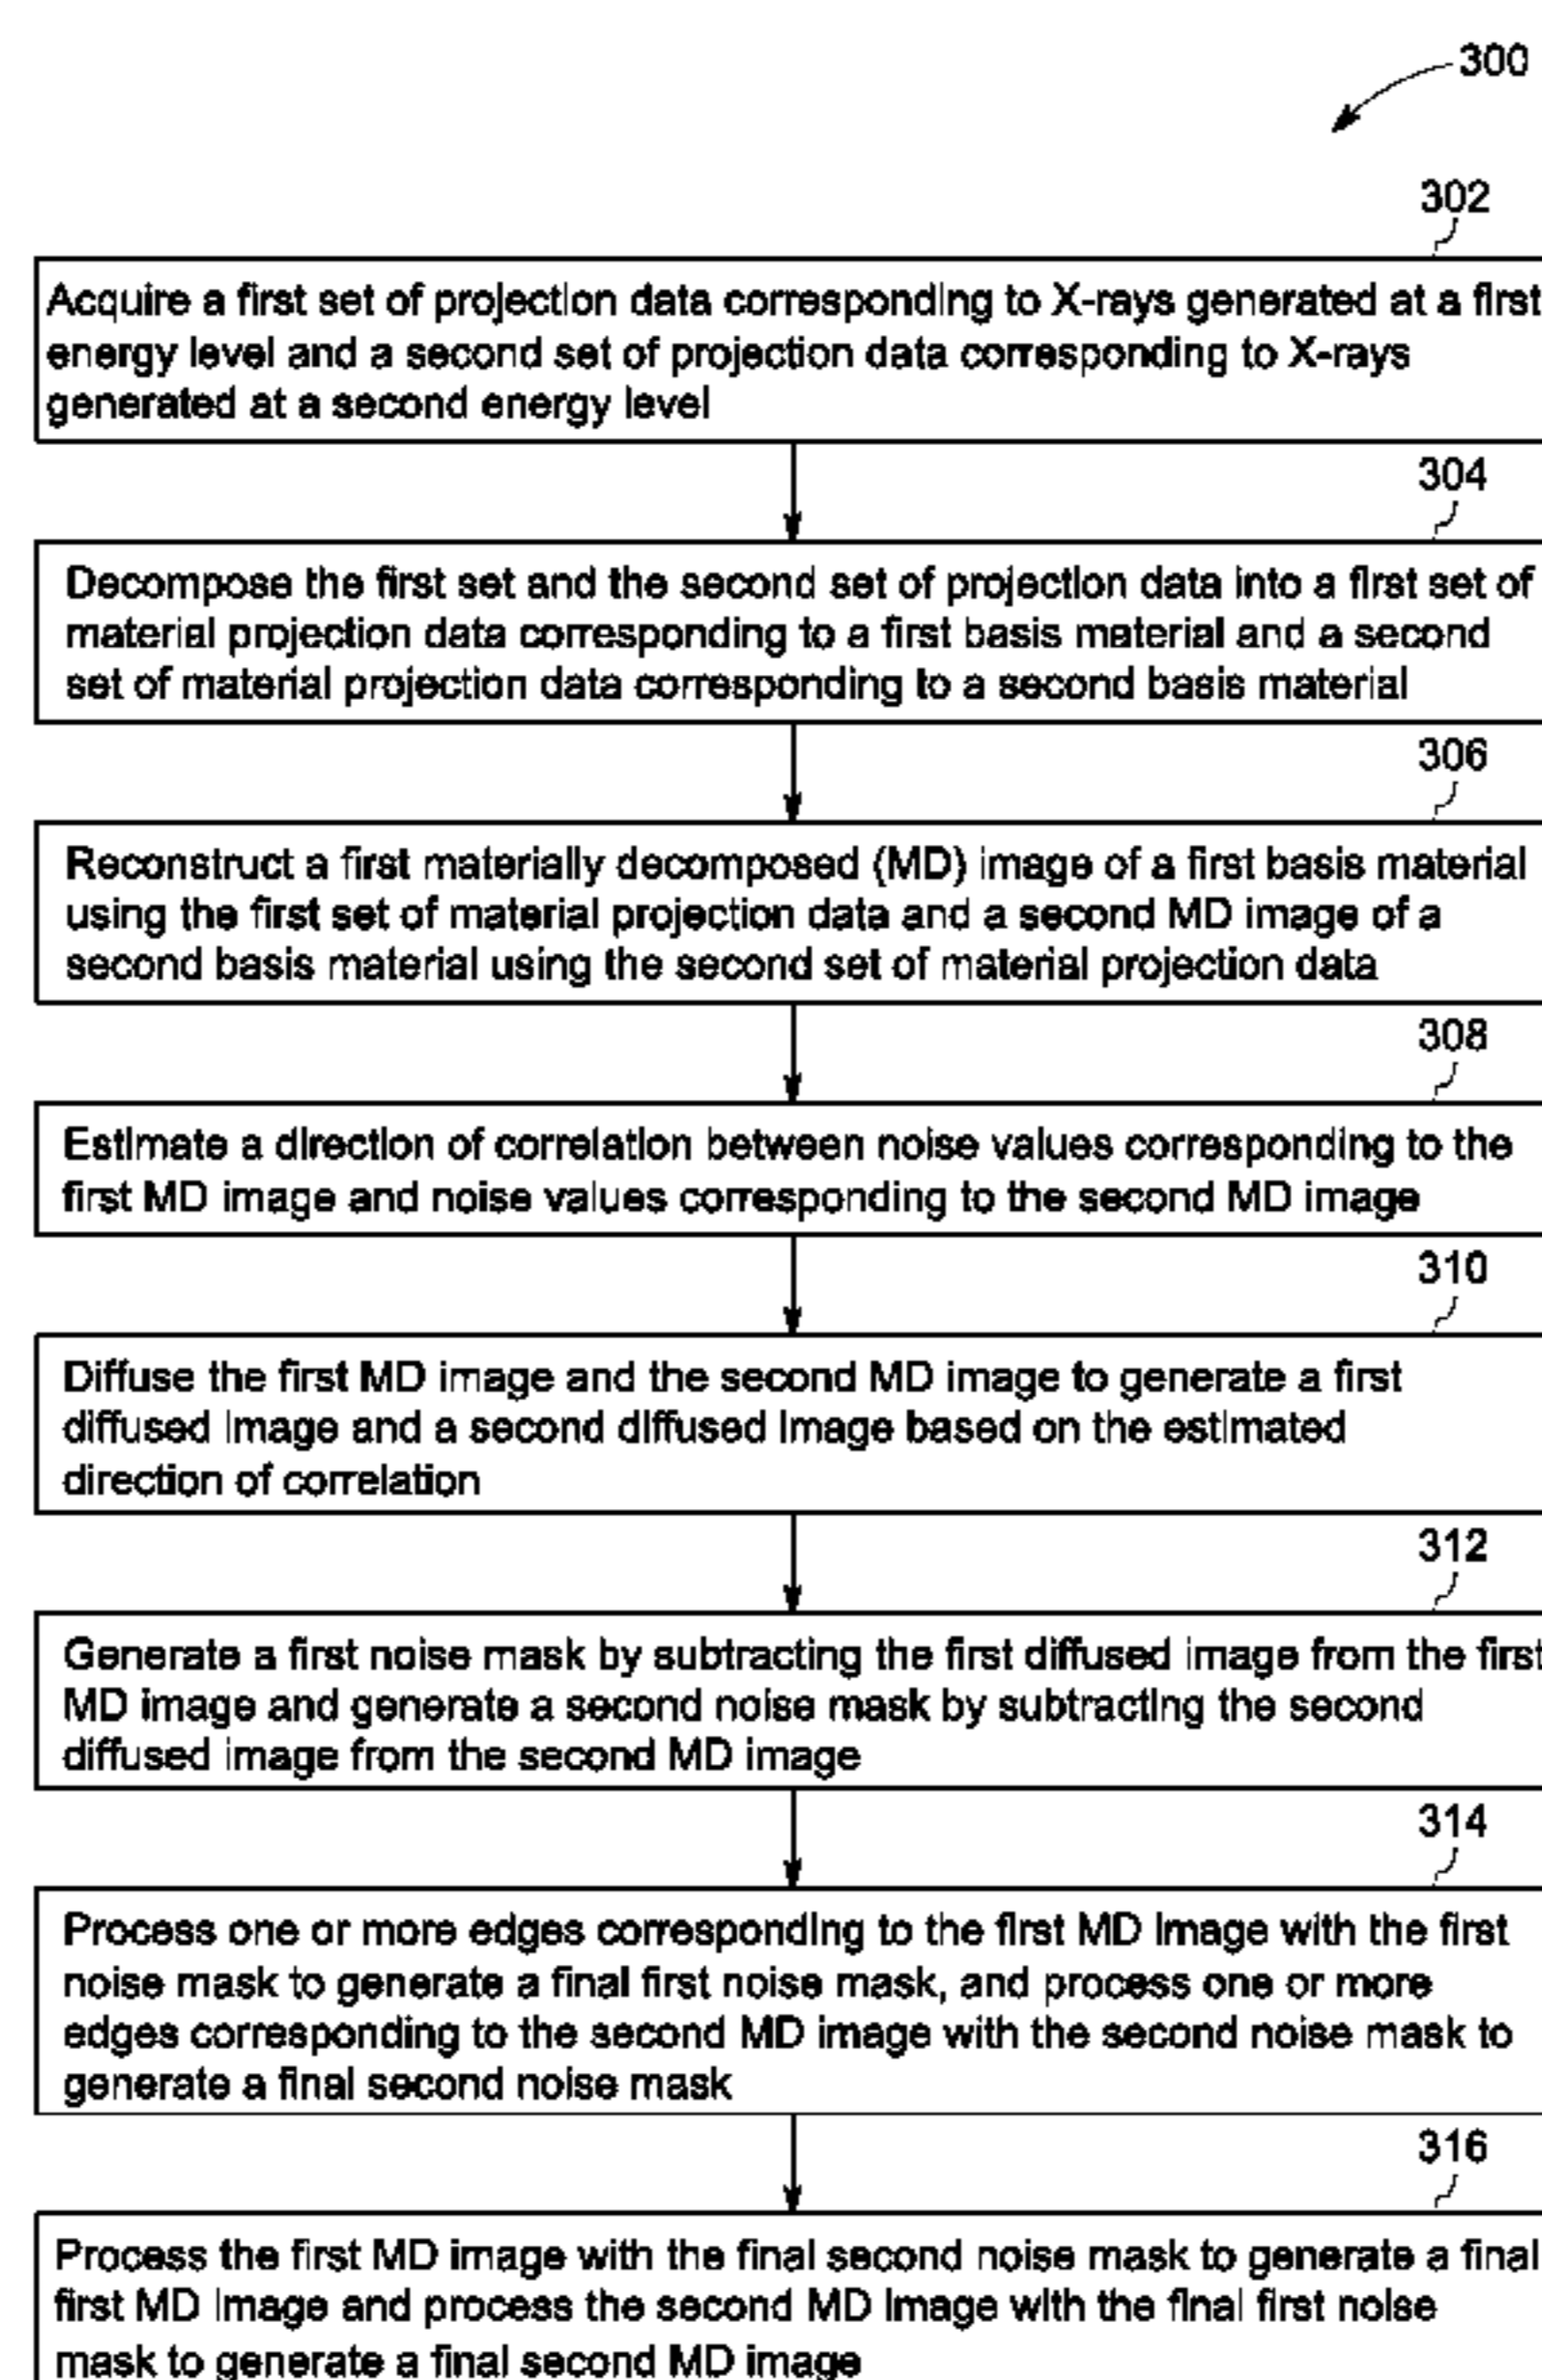 300
302
Acquire a first set of projection data corresponding to X-rays generated at a first
energy level and a second set of projection data corresponding to X-rays
generated at a second energy level
304
Decompose the first set and the second set of projection data into a first set of
material projection data corresponding to a first basis material and a second
set of material projection data corresponding to a second basis material
306
Reconstruct a first materially decomposed (MD) image of a first basis material
using the first set of material projection data and a second MD image of a
second basis material using the second set of material projection data
308
Estimate a direction of correlation between noise values corresponding to the
first MD image and noise values corresponding to the second MD image
310
Diffuse the first MD image and the second MD image to generate a first
diffused image and a second diffused image based on the estimated
direction of correlation
312
Generate a first noise mask by subtracting the first diffused image from the first
MD image and generate a second noise mask by subtracting the second
diffused image from the second MD image
314
Process one or more edges corresponding to the first MD image with the first
noise mask to generate a final first noise mask, and process one or more
edges corresponding to the second MD image with the second noise mask to
generate a final second noise mask
316
Process the first MD image with the final second noise mask to generate a final
first MD image and process the second MD image with the final first noise
mask to generate a final second MD image